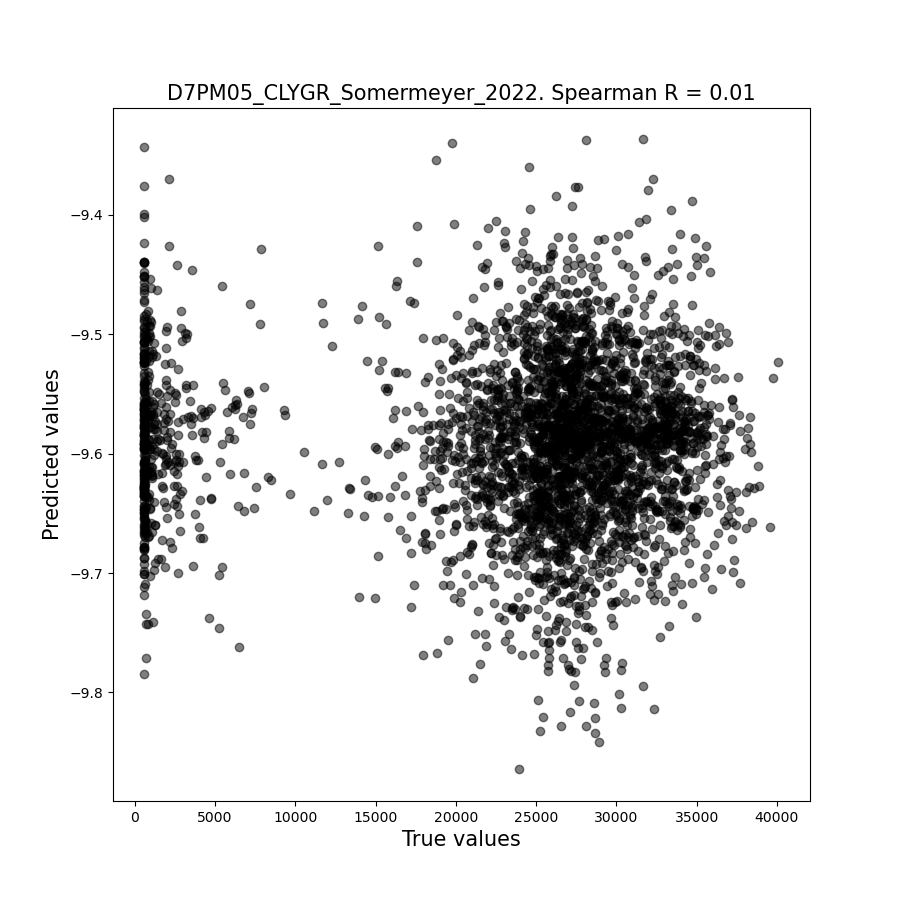 D7PM05_CLYGR_Somermeyer_2022. Spearman R = 0.01
Predicted values
−9.4
−9.5
−9.6
−9.7
−9.8
0 5000 10000 15000 20000 25000 30000 35000 40000
True values